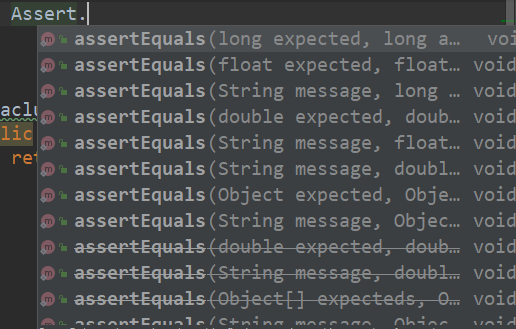 Assert.
assertEquals(long expected, long a… vo
assertEquals(float expected, float… void
assertEquals(String message, long … void
assertEquals(double expected, doub… void
assertEquals(String message, float… void
assertEquals(String message, doubl… void
assertEquals(Object expected, Obje… void
assertEquals(String message, Objec… void
assertEquals(double expected, doub… void
assertEquals(String message, doubl… void
assertEquals(Object[] expecteds, O… void
assertEquals(String message, Objec… void
aclu
lic
ret